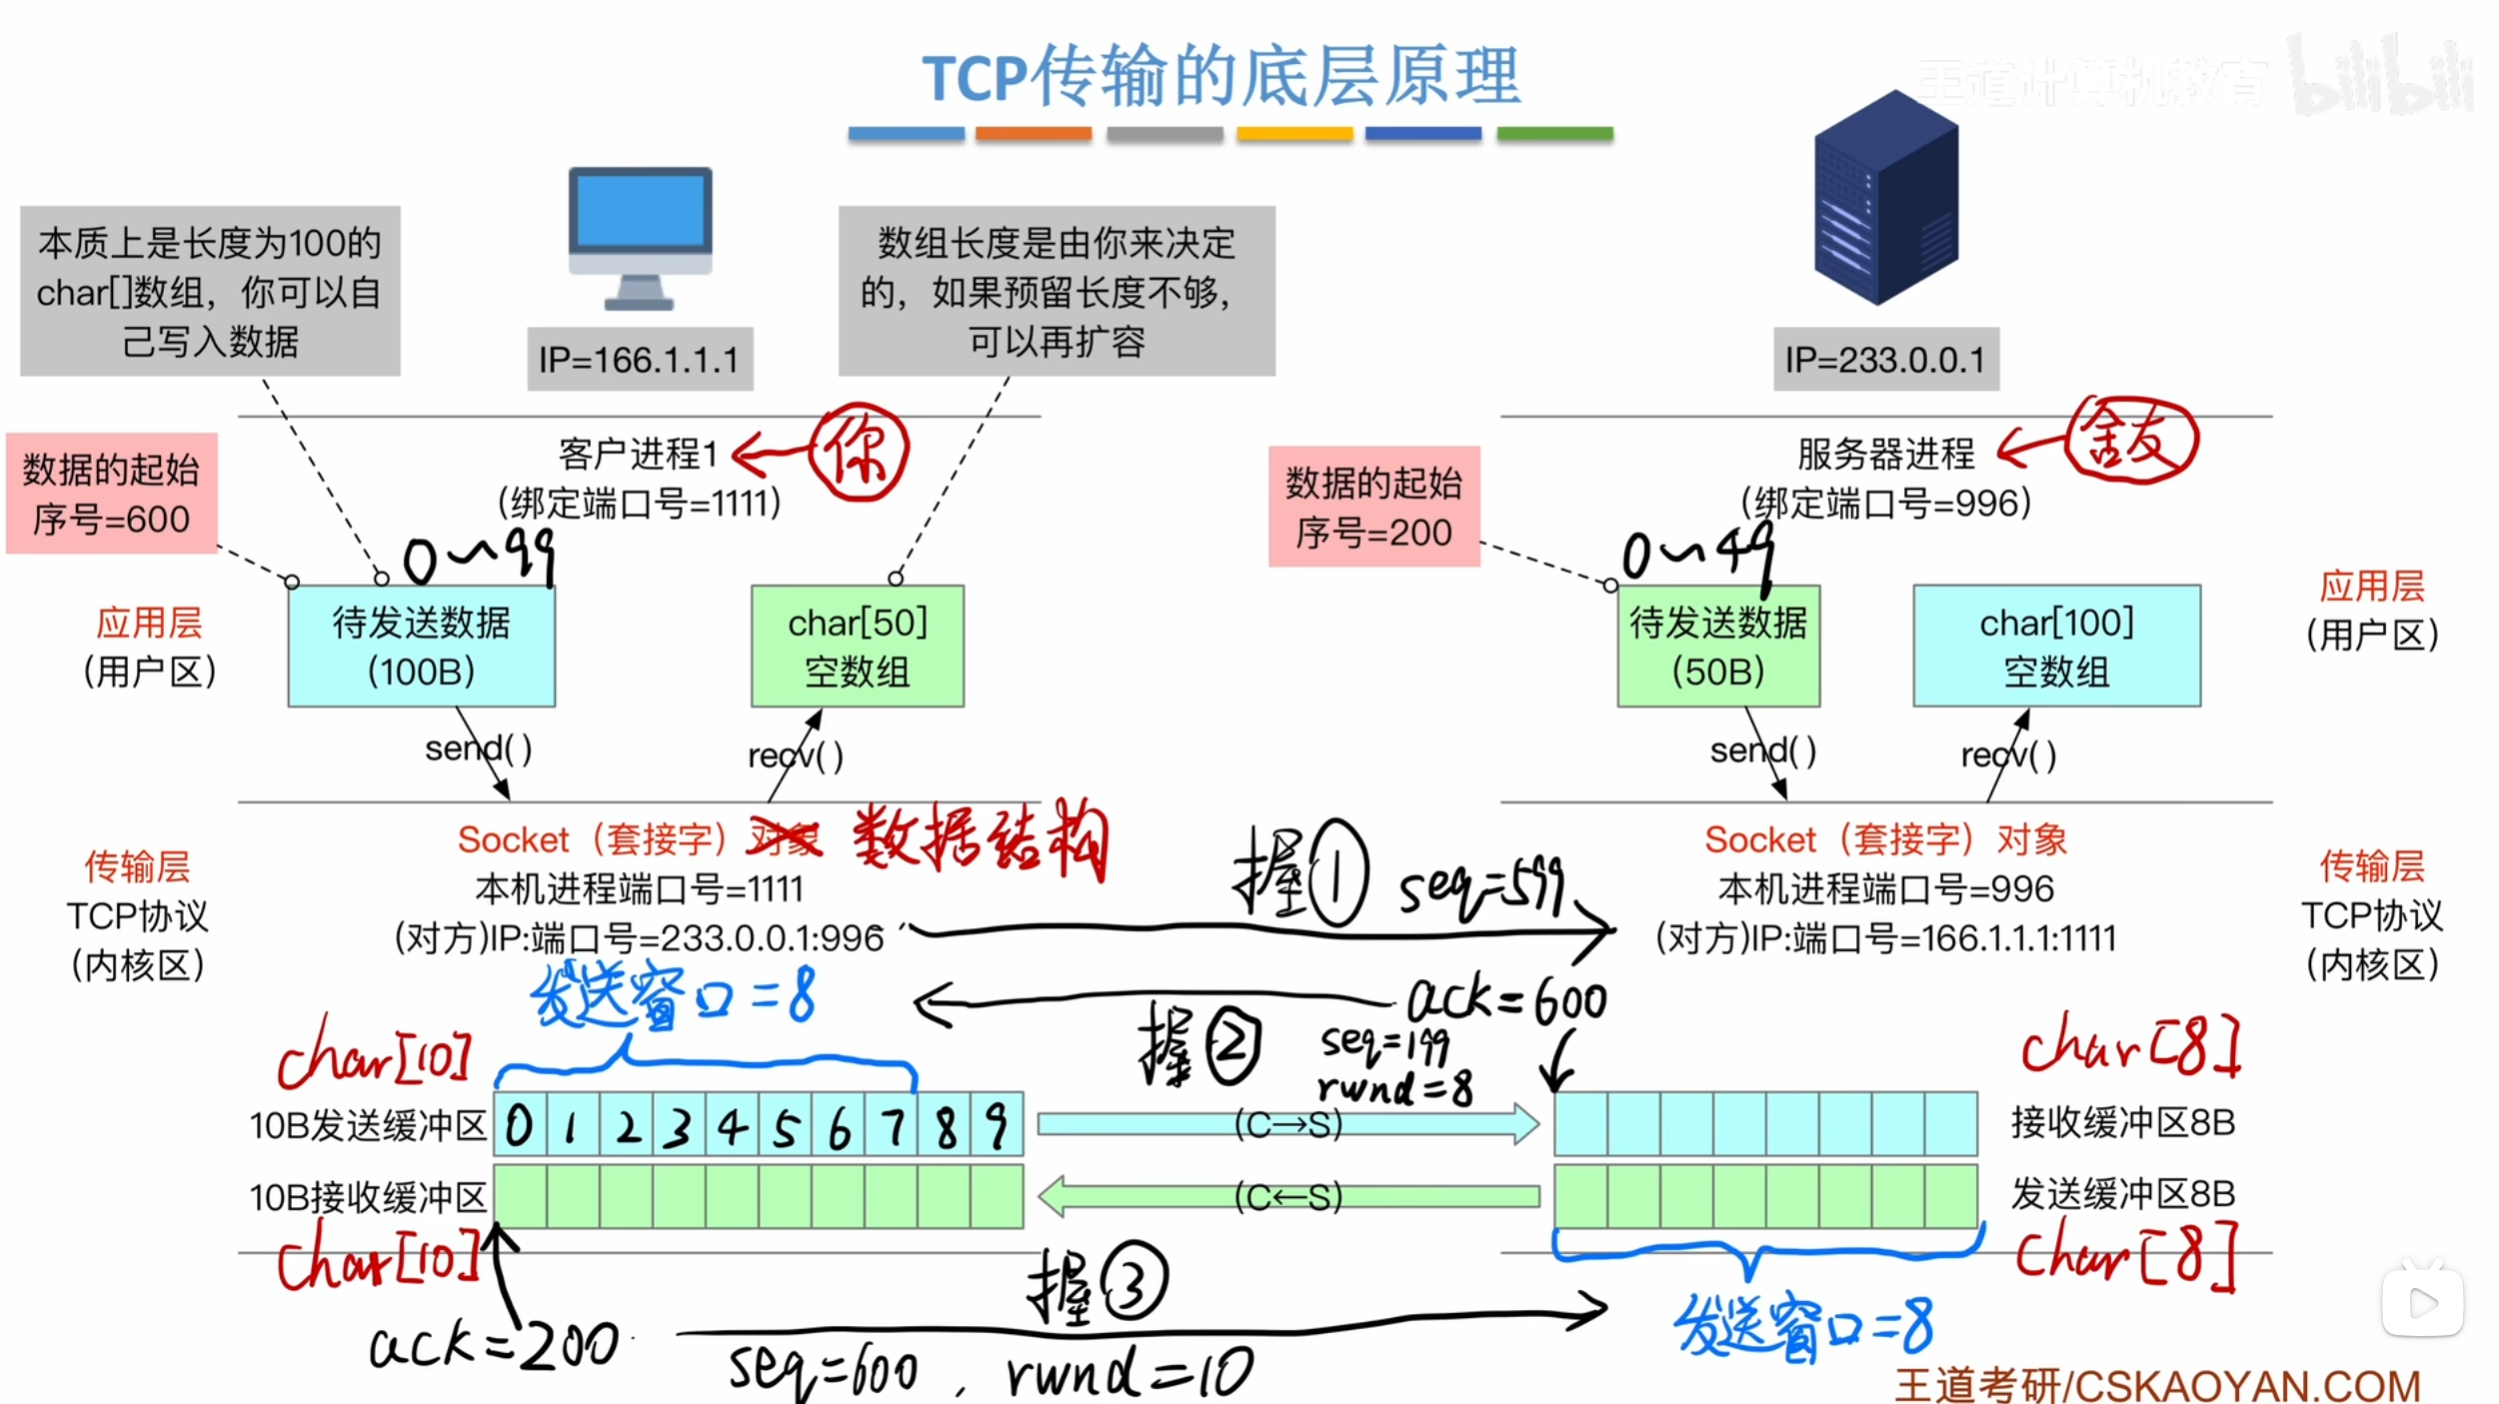 TCP传输的底层原理
王道计算机教育
bilibili
本质上是长度为100的
char[]数组，你可以自
己写入数据
IP=166.1.1.1
数组长度是由你来决定
的，如果预留长度不够，
可以再扩容
IP=233.0.0.1
数据的起始
序号=600
客户进程1
(绑定端口号=1111)
你
数据的起始
序号=200
服务器进程
(绑定端口号=996)
0~99
0~49
应用层
(用户区)
待发送数据
(100B)
char[50]
空数组
待发送数据
(50B)
char[100]
空数组
应用层
(用户区)
send()
recv()
send()
recv()
传输层
TCP协议
(内核区)
Socket（套接字）对象 数据结构
本机进程端口号=1111
(对方)IP:端口号=233.0.0.1:996
握① seq=599
Socket（套接字）对象
本机进程端口号=996
(对方)IP:端口号=166.1.1.1:1111
传输层
TCP协议
(内核区)
发送窗口=8
握② ack=600
seq=199
rwnd=8
char[10]
char[8]
10B发送缓冲区
0 1 2 3 4 5 6 7 8 9
(C→S)
接收缓冲区8B
10B接收缓冲区
(C←S)
发送缓冲区8B
char[10]
char[8]
握③
ack=200
seq=600, rwnd=10
发送窗口=8
王道考研/CSKAOYAN.COM